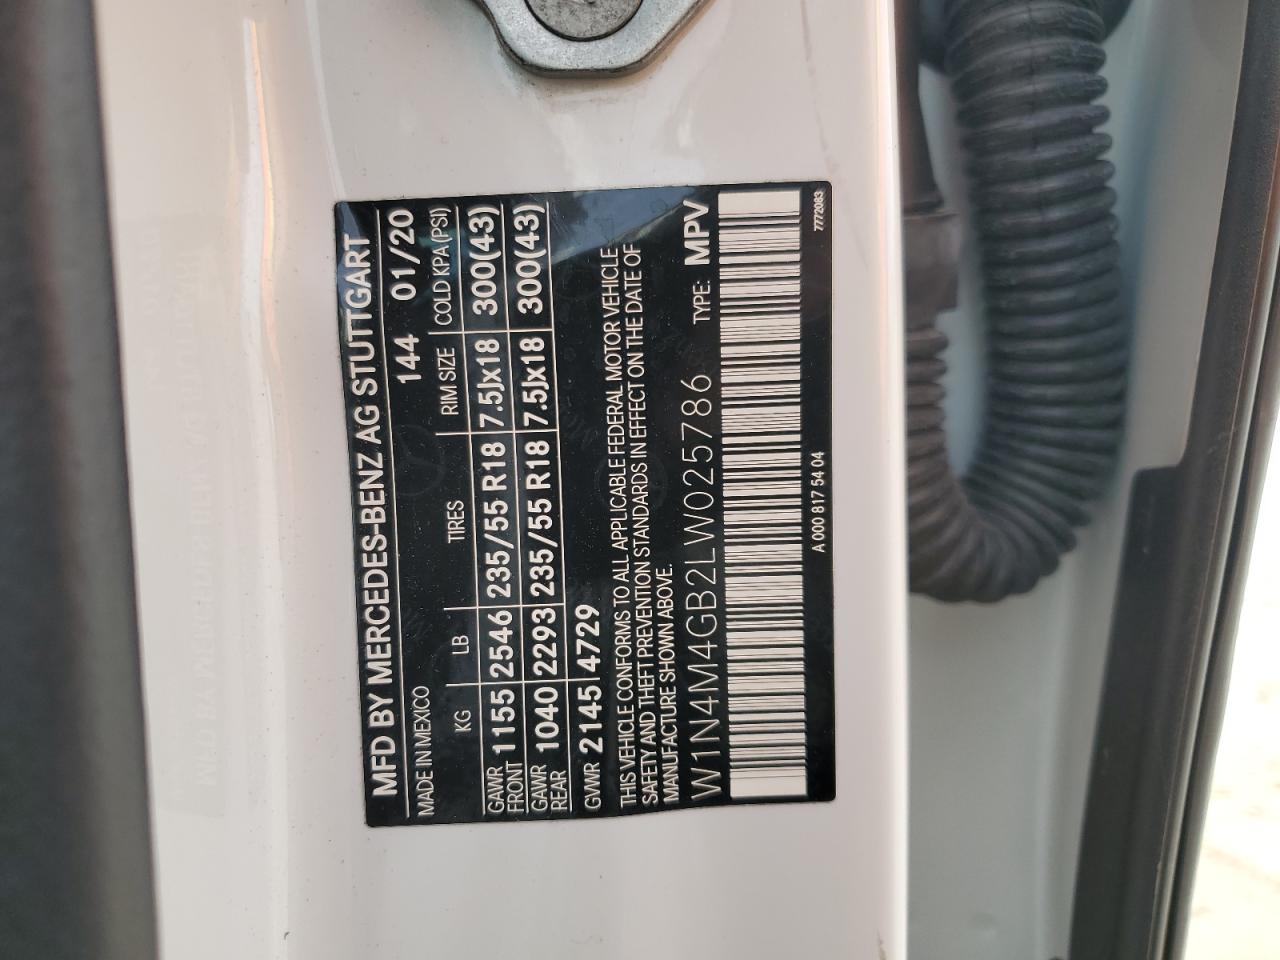 MFD BY MERCEDES-BENZ AG STUTTGART
MADE IN MEXICO 144 01/20
KG LB TIRES RIM SIZE COLD KPA (PSI)
GAWR FRONT 1155 2546 235/55 R18 7.5Jx18 300(43)
GAWR REAR 1040 2293 235/55 R18 7.5Jx18 300(43)
GVWR 2145 4729
THIS VEHICLE CONFORMS TO ALL APPLICABLE FEDERAL MOTOR VEHICLE
SAFETY AND THEFT PREVENTION STANDARDS IN EFFECT ON THE DATE OF
MANUFACTURE SHOWN ABOVE.
W1N4M4GB2LW025786 TYPE: MPV
A 000 817 54 04 7772083